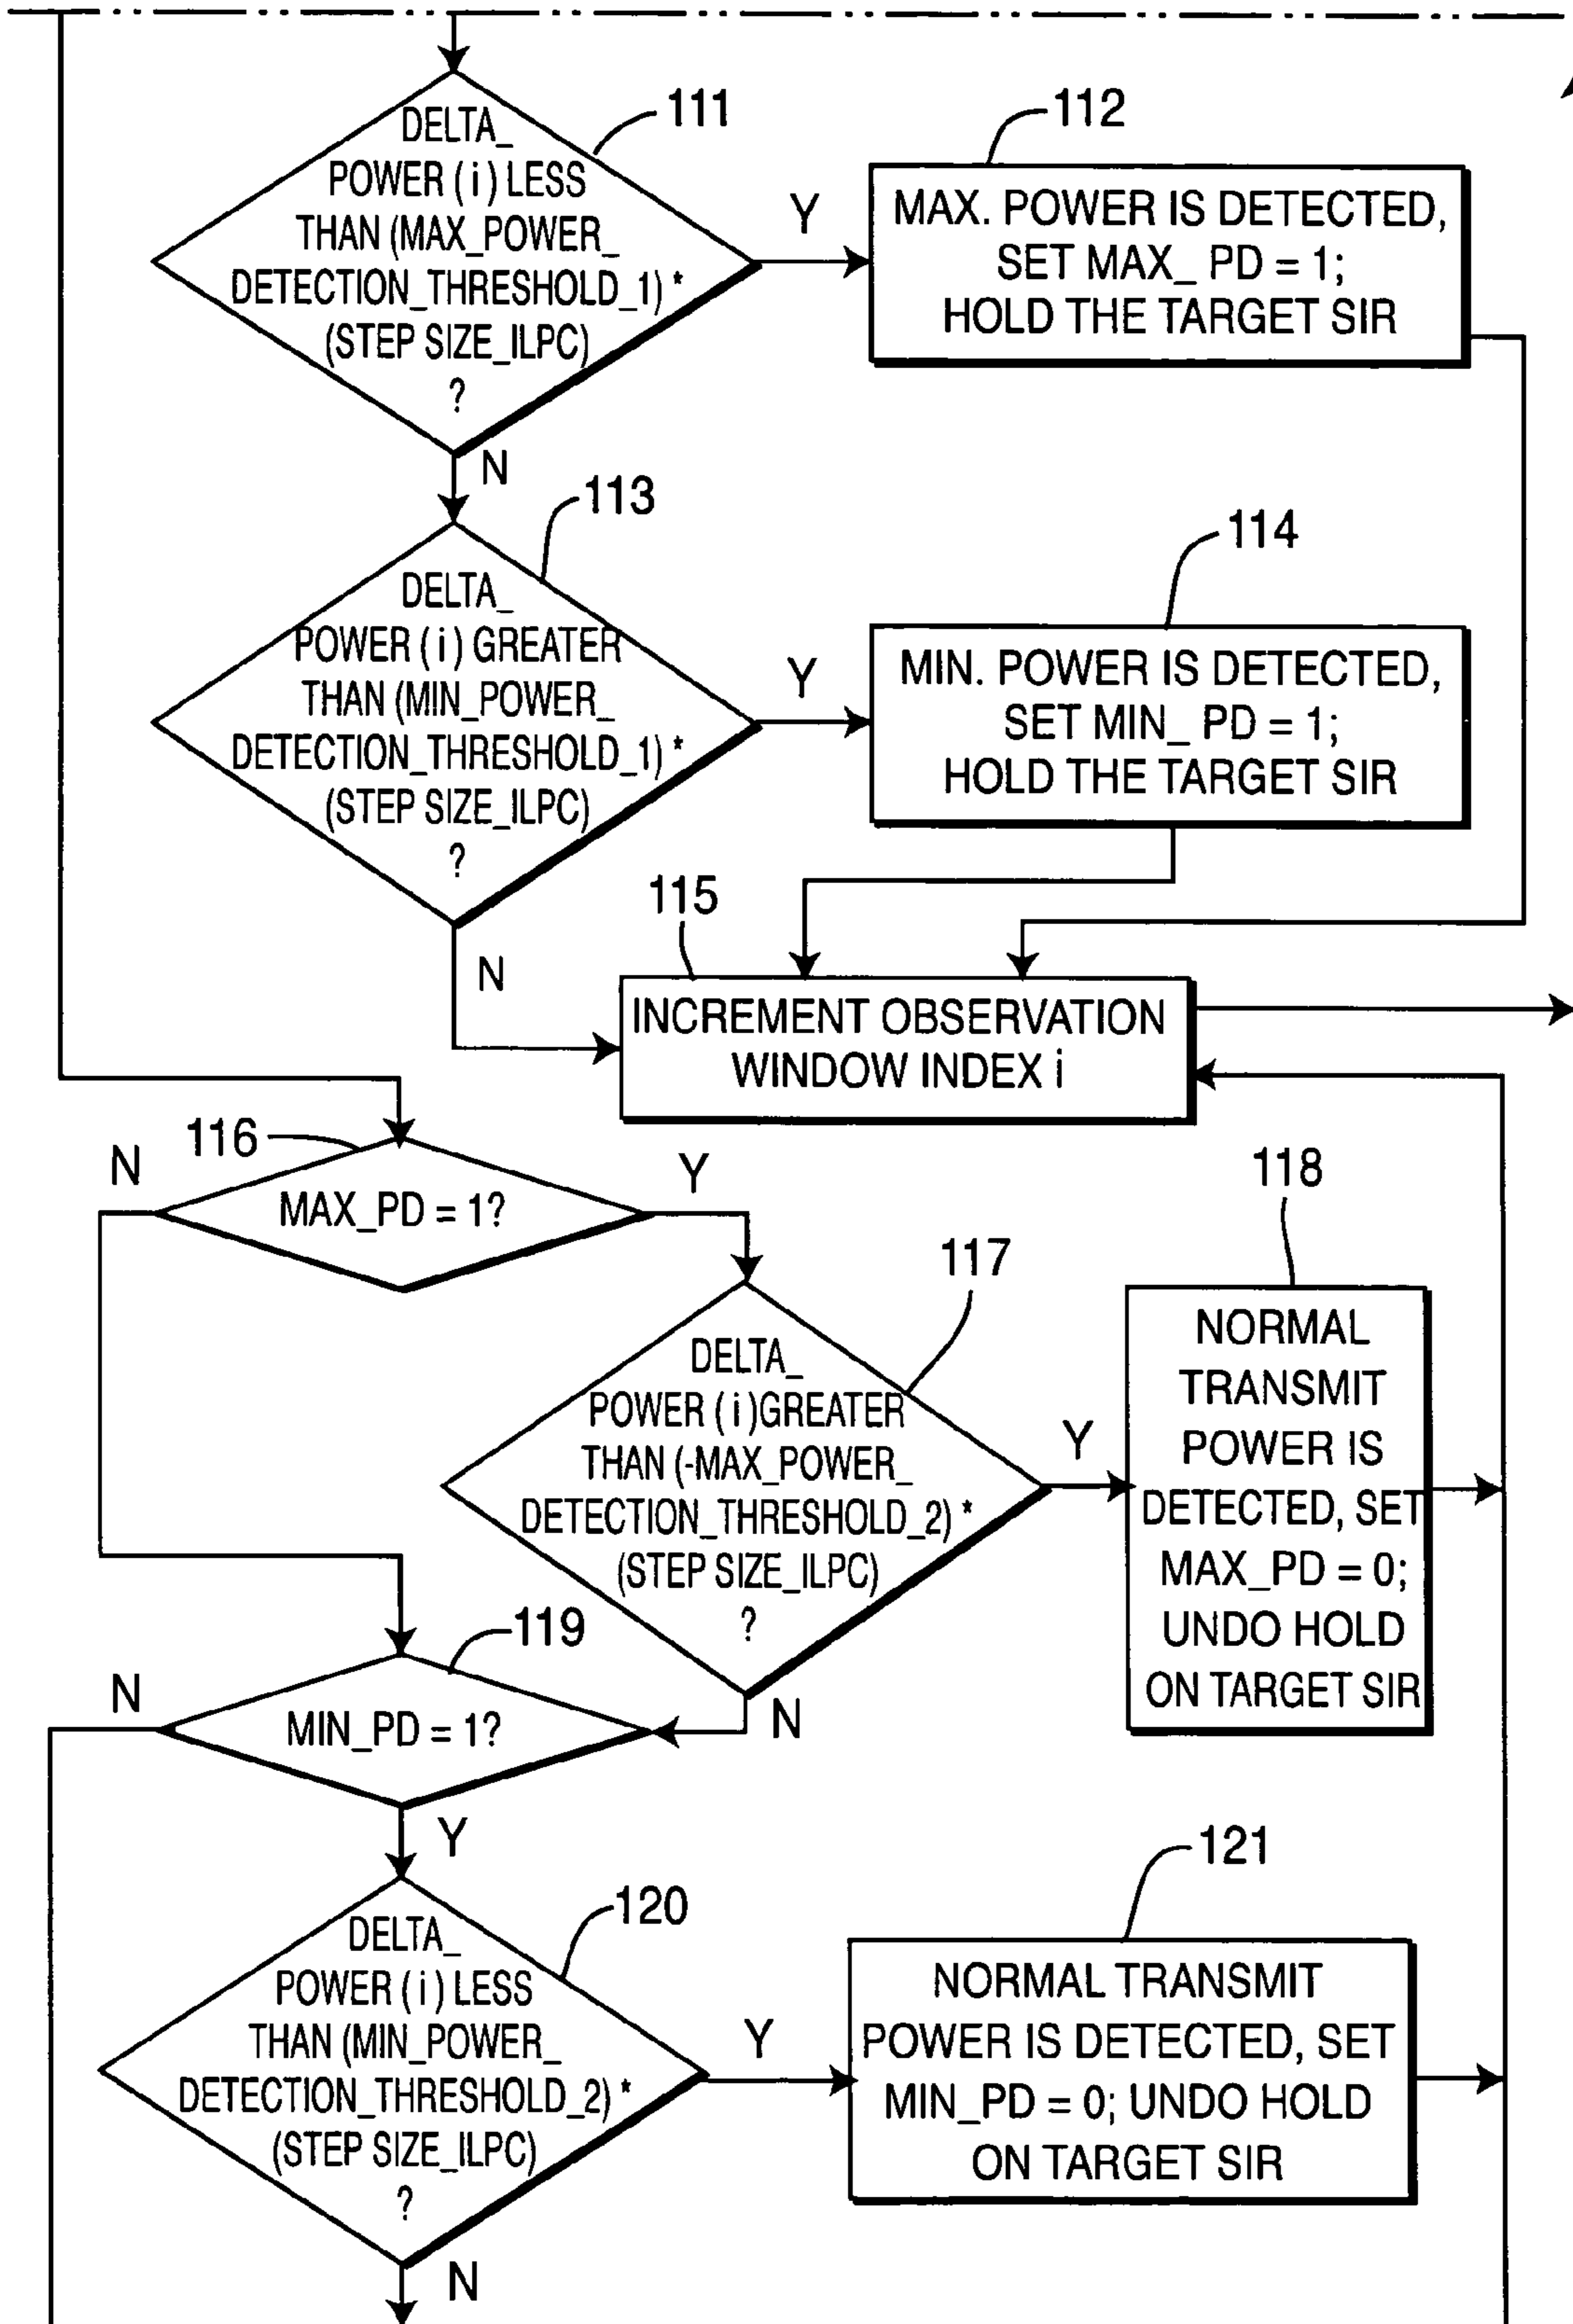 111
DELTA_
POWER (i) LESS
THAN (MAX_POWER_
DETECTION_THRESHOLD_1) *
(STEP SIZE_ILPC)
?
Y
N
112
MAX. POWER IS DETECTED,
SET MAX_ PD = 1;
HOLD THE TARGET SIR
113
DELTA_
POWER (i) GREATER
THAN (MIN_POWER_
DETECTION_THRESHOLD_1) *
(STEP SIZE_ILPC)
?
Y
N
114
MIN. POWER IS DETECTED,
SET MIN_ PD = 1;
HOLD THE TARGET SIR
115
INCREMENT OBSERVATION
WINDOW INDEX i
116
N
MAX_PD = 1?
Y
117
DELTA_
POWER (i)GREATER
THAN (-MAX_POWER_
DETECTION_THRESHOLD_2) *
(STEP SIZE_ILPC)
?
Y
N
118
NORMAL
TRANSMIT
POWER IS
DETECTED, SET
MAX_PD = 0;
UNDO HOLD
ON TARGET SIR
119
N
MIN_PD = 1?
Y
120
DELTA_
POWER (i) LESS
THAN (MIN_POWER_
DETECTION_THRESHOLD_2) *
(STEP SIZE_ILPC)
?
Y
N
121
NORMAL TRANSMIT
POWER IS DETECTED, SET
MIN_PD = 0; UNDO HOLD
ON TARGET SIR